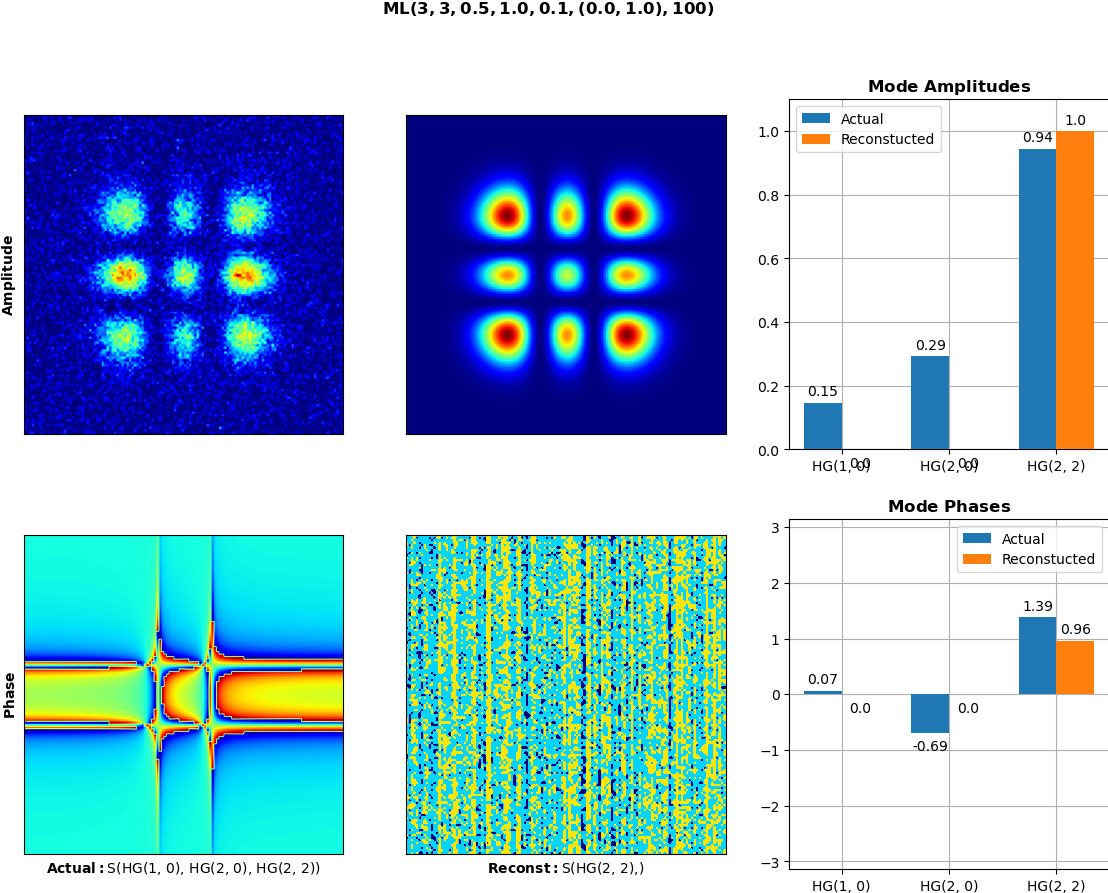 ML(3, 3, 0.5, 1.0, 0.1, (0.0, 1.0), 100)
Amplitude
Mode Amplitudes
Actual
Reconstucted
1.0
0.8
0.6
0.4
0.2
0.0
0.15
0.0
0.29
0.0
0.94
1.0
HG(1, 0)
HG(2, 0)
HG(2, 2)
Phase
Actual: S(HG(1, 0), HG(2, 0), HG(2, 2))
Reconst: S(HG(2, 2),)
Mode Phases
Actual
Reconstucted
3
2
1
0
−1
−2
−3
0.07
0.0
-0.69
0.0
1.39
0.96
HG(1, 0)
HG(2, 0)
HG(2, 2)